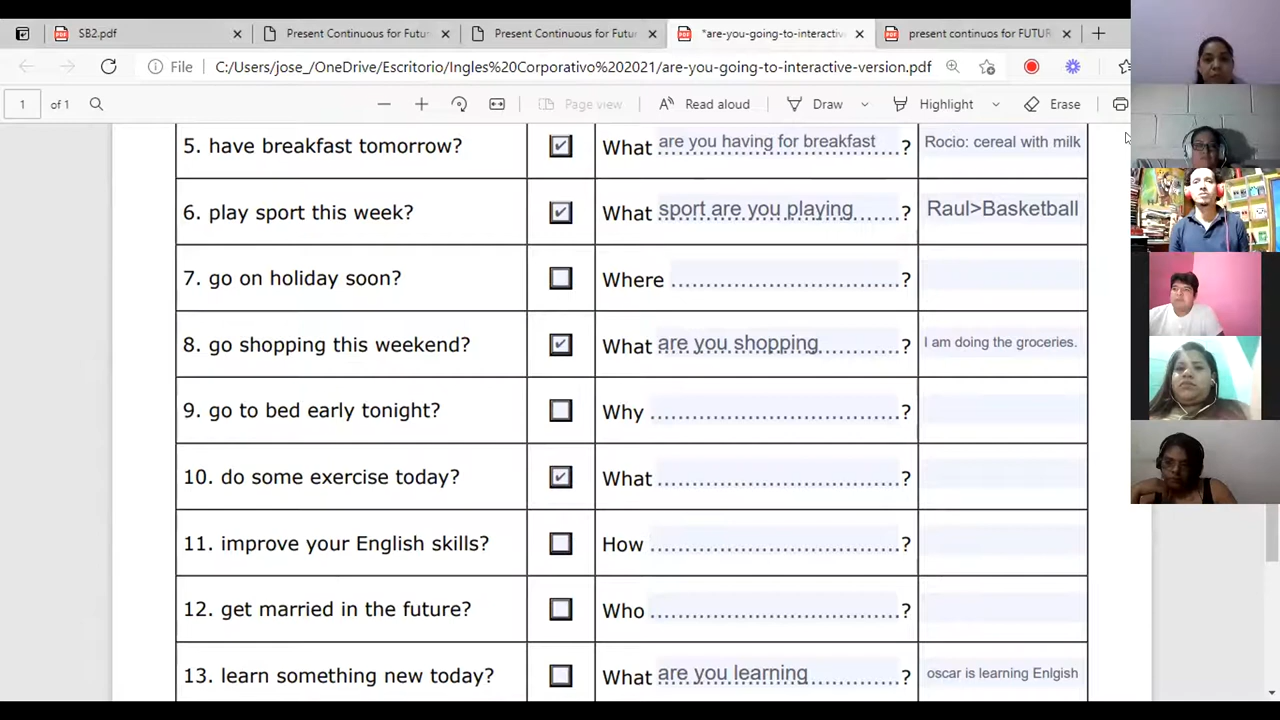 SB2.pdf
Present Continuous for Futur
Present Continuous for Futur
*are-you-going-to-interactive
present continuos for FUTUR
File
C:/Users/jose_/OneDrive/Escritorio/Ingles%20Corporativo%202021/are-you-going-to-interactive-version.pdf
1 of 1
Page view
Read aloud
Draw
Highlight
Erase
5. have breakfast tomorrow? What are you having for breakfast ? Rocio: cereal with milk
6. play sport this week? What sport are you playing ? Raul>Basketball
7. go on holiday soon? Where ........................................ ?
8. go shopping this weekend? What are you shopping ? I am doing the groceries.
9. go to bed early tonight? Why ........................................ ?
10. do some exercise today? What ........................................ ?
11. improve your English skills? How ........................................ ?
12. get married in the future? Who ........................................ ?
13. learn something new today? What are you learning ? oscar is learning Enlgish